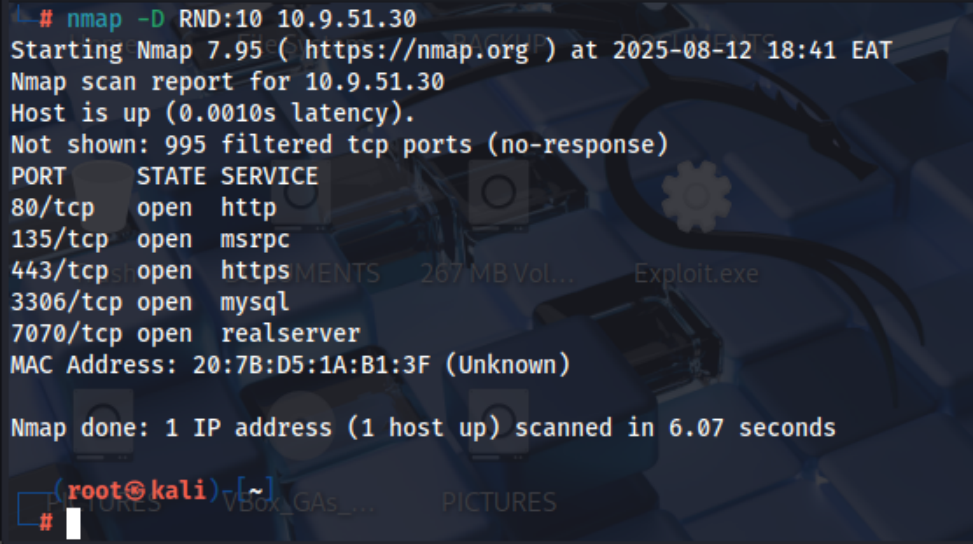 # nmap -D RND:10 10.9.51.30
Starting Nmap 7.95 ( https://nmap.org ) at 2025-08-12 18:41 EAT
Nmap scan report for 10.9.51.30
Host is up (0.0010s latency).
Not shown: 995 filtered tcp ports (no-response)
PORT     STATE SERVICE
80/tcp   open  http
135/tcp  open  msrpc
443/tcp  open  https
3306/tcp open  mysql
7070/tcp open  realserver
MAC Address: 20:7B:D5:1A:B1:3F (Unknown)
Nmap done: 1 IP address (1 host up) scanned in 6.07 seconds
(root㉿kali)-[~]
#
BACKUP
267 MB Vol...
Exploit.exe
PICTURES
VBox_GAs_...
PICTURES